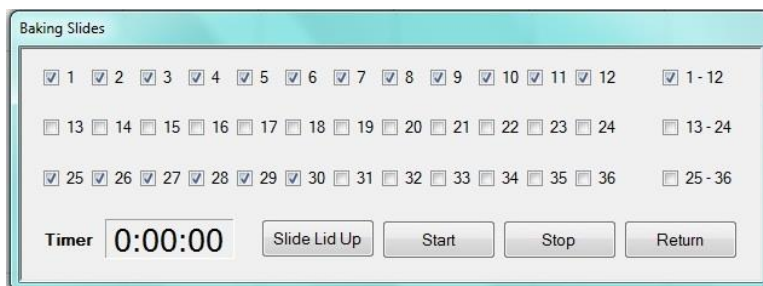 Baking Slides
1 2 3 4 5 6 7 8 9 10 11 12 1 - 12
13 14 15 16 17 18 19 20 21 22 23 24 13 - 24
25 26 27 28 29 30 31 32 33 34 35 36 25 - 36
Timer 0:00:00 Slide Lid Up Start Stop Return